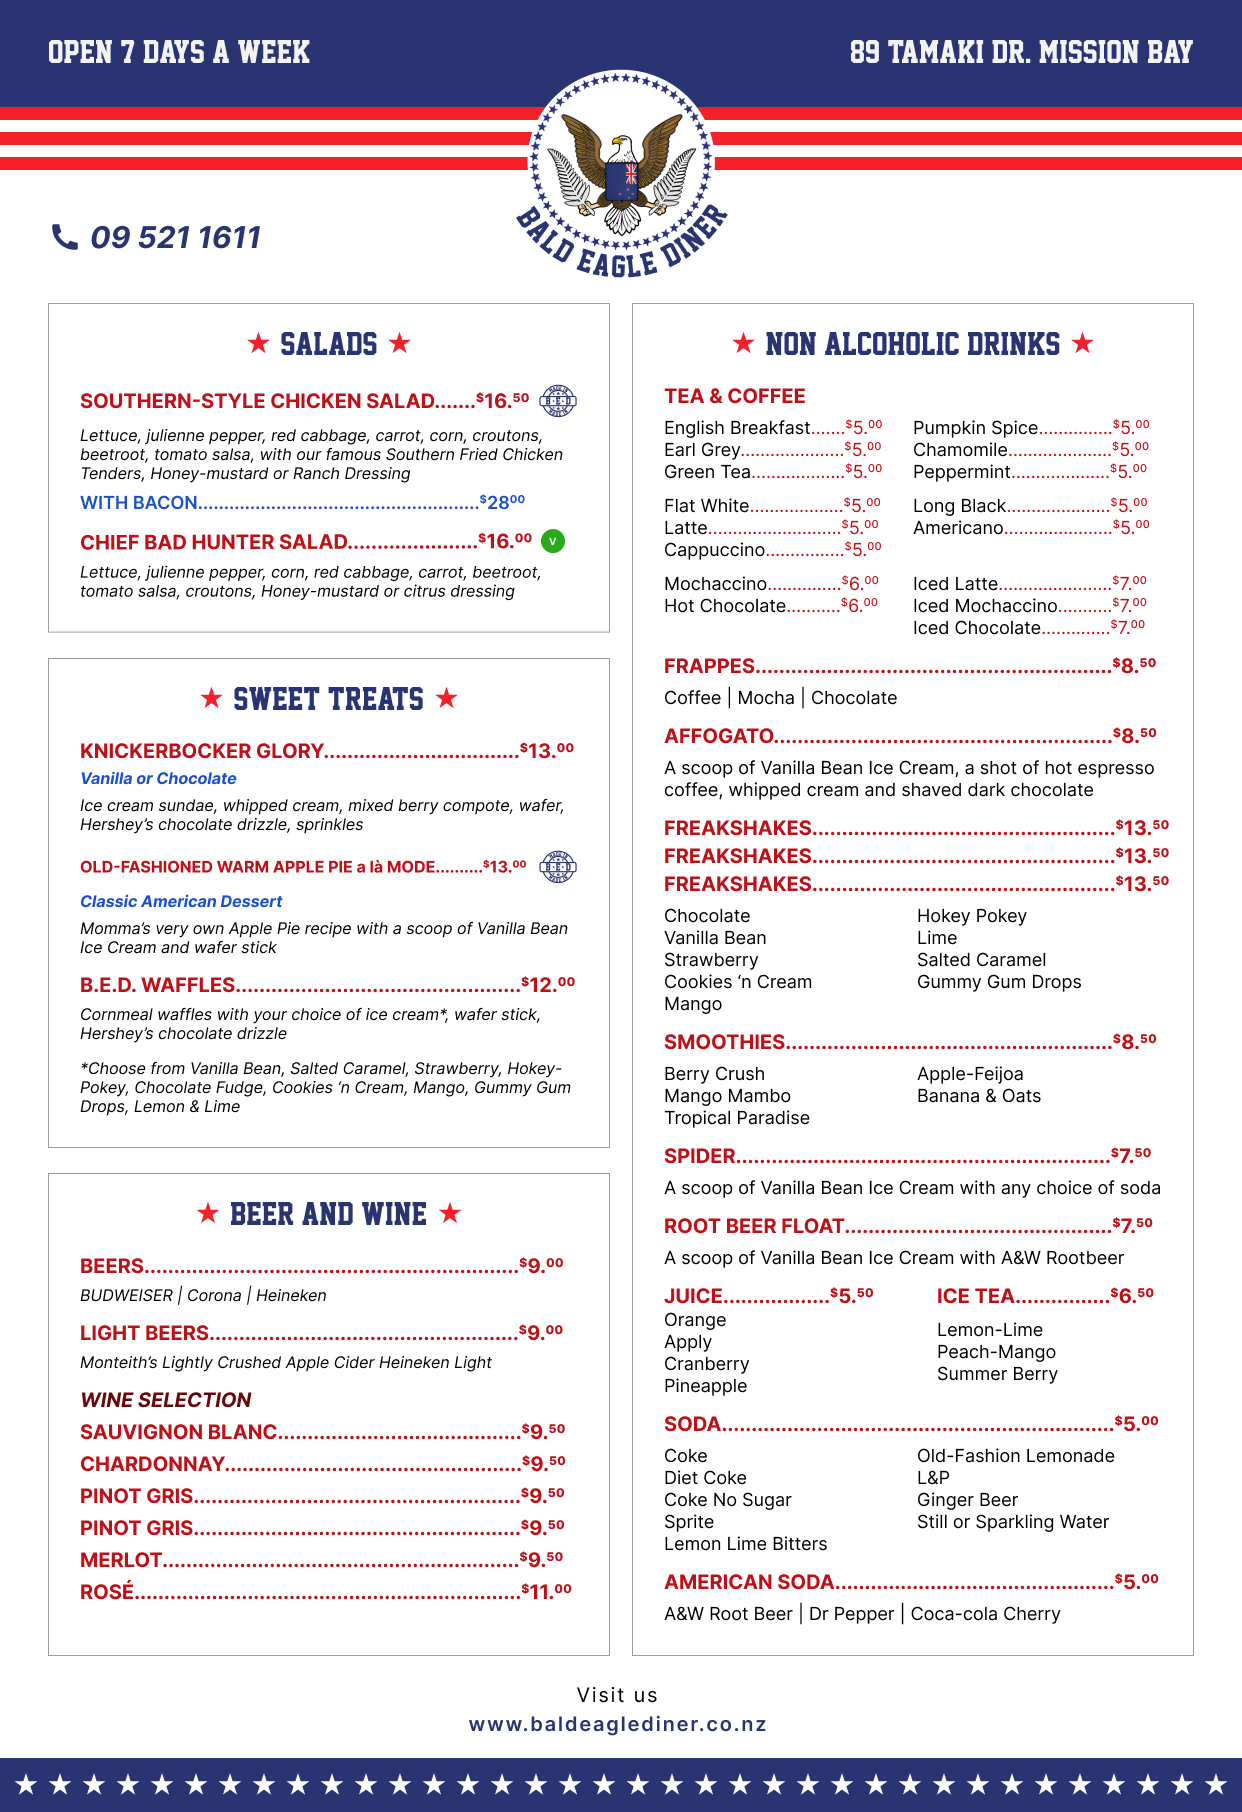 OPEN 7 DAYS A WEEK
89 TAMAKI DR. MISSION BAY
BALD EAGLE DINER
09 521 1611
SALADS
SOUTHERN-STYLE CHICKEN SALAD.......$16.50
MADE IN
B·E·D
MADE IN
Lettuce, julienne pepper, red cabbage, carrot, corn, croutons,
beetroot, tomato salsa, with our famous Southern Fried Chicken
Tenders, Honey-mustard or Ranch Dressing
WITH BACON......................................................$2800
CHIEF BAD HUNTER SALAD......................$16.00 V
Lettuce, julienne pepper, corn, red cabbage, carrot, beetroot,
tomato salsa, croutons, Honey-mustard or citrus dressing
SWEET TREATS
KNICKERBOCKER GLORY.................................$13.00
Vanilla or Chocolate
Ice cream sundae, whipped cream, mixed berry compote, wafer,
Hershey’s chocolate drizzle, sprinkles
OLD-FASHIONED WARM APPLE PIE a là MODE..........$13.00
MADE IN
B·E·D
MADE IN
Classic American Dessert
Momma’s very own Apple Pie recipe with a scoop of Vanilla Bean
Ice Cream and wafer stick
B.E.D. WAFFLES................................................$12.00
Cornmeal waffles with your choice of ice cream*, wafer stick,
Hershey’s chocolate drizzle
*Choose from Vanilla Bean, Salted Caramel, Strawberry, Hokey-
Pokey, Chocolate Fudge, Cookies ‘n Cream, Mango, Gummy Gum
Drops, Lemon & Lime
BEER AND WINE
BEERS...............................................................$9.00
BUDWEISER | Corona | Heineken
LIGHT BEERS....................................................$9.00
Monteith’s Lightly Crushed Apple Cider Heineken Light
WINE SELECTION
SAUVIGNON BLANC.........................................$9.50
CHARDONNAY..................................................$9.50
PINOT GRIS.......................................................$9.50
PINOT GRIS.......................................................$9.50
MERLOT............................................................$9.50
ROSÉ.................................................................$11.00
NON ALCOHOLIC DRINKS
TEA & COFFEE
English Breakfast.......$5.00
Earl Grey.....................$5.00
Green Tea...................$5.00
Pumpkin Spice...............$5.00
Chamomile.....................$5.00
Peppermint....................$5.00
Flat White...................$5.00
Latte...........................$5.00
Cappuccino................$5.00
Long Black.....................$5.00
Americano......................$5.00
Mochaccino...............$6.00
Hot Chocolate...........$6.00
Iced Latte.......................$7.00
Iced Mochaccino...........$7.00
Iced Chocolate..............$7.00
FRAPPES............................................................$8.50
Coffee | Mocha | Chocolate
AFFOGATO.........................................................$8.50
A scoop of Vanilla Bean Ice Cream, a shot of hot espresso
coffee, whipped cream and shaved dark chocolate
FREAKSHAKES...................................................$13.50
FREAKSHAKES...................................................$13.50
FREAKSHAKES...................................................$13.50
Chocolate
Vanilla Bean
Strawberry
Cookies ‘n Cream
Mango
Hokey Pokey
Lime
Salted Caramel
Gummy Gum Drops
SMOOTHIES.......................................................$8.50
Berry Crush
Mango Mambo
Tropical Paradise
Apple-Feijoa
Banana & Oats
SPIDER...............................................................$7.50
A scoop of Vanilla Bean Ice Cream with any choice of soda
ROOT BEER FLOAT.............................................$7.50
A scoop of Vanilla Bean Ice Cream with A&W Rootbeer
JUICE..................$5.50
Orange
Apply
Cranberry
Pineapple
ICE TEA................$6.50
Lemon-Lime
Peach-Mango
Summer Berry
SODA..................................................................$5.00
Coke
Diet Coke
Coke No Sugar
Sprite
Lemon Lime Bitters
Old-Fashion Lemonade
L&P
Ginger Beer
Still or Sparkling Water
AMERICAN SODA...............................................$5.00
A&W Root Beer | Dr Pepper | Coca-cola Cherry
Visit us
www.baldeaglediner.co.nz